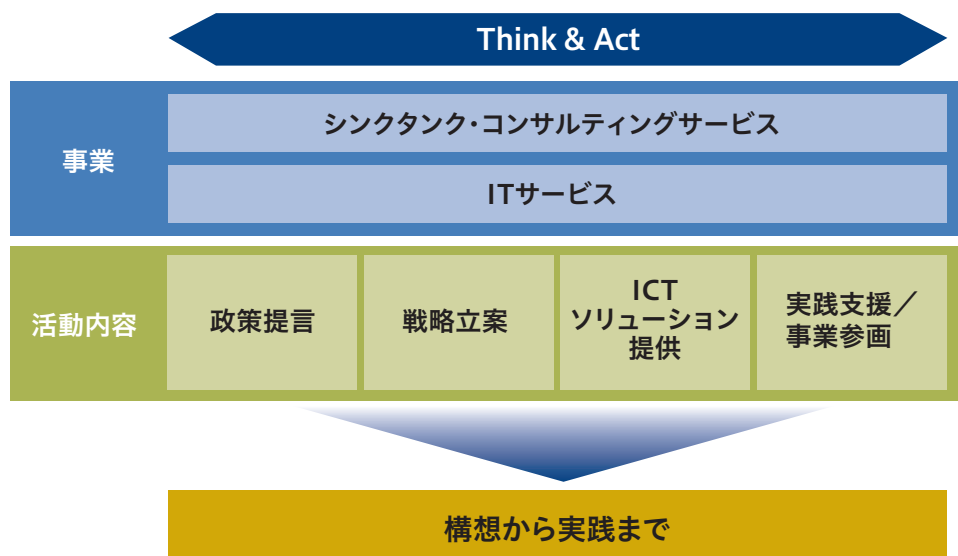 Think & Act
事業
シンクタンク・コンサルティングサービス
ITサービス
活動内容
政策提言
戦略立案
ICT
ソリューション
提供
実践支援／
事業参画
構想から実践まで